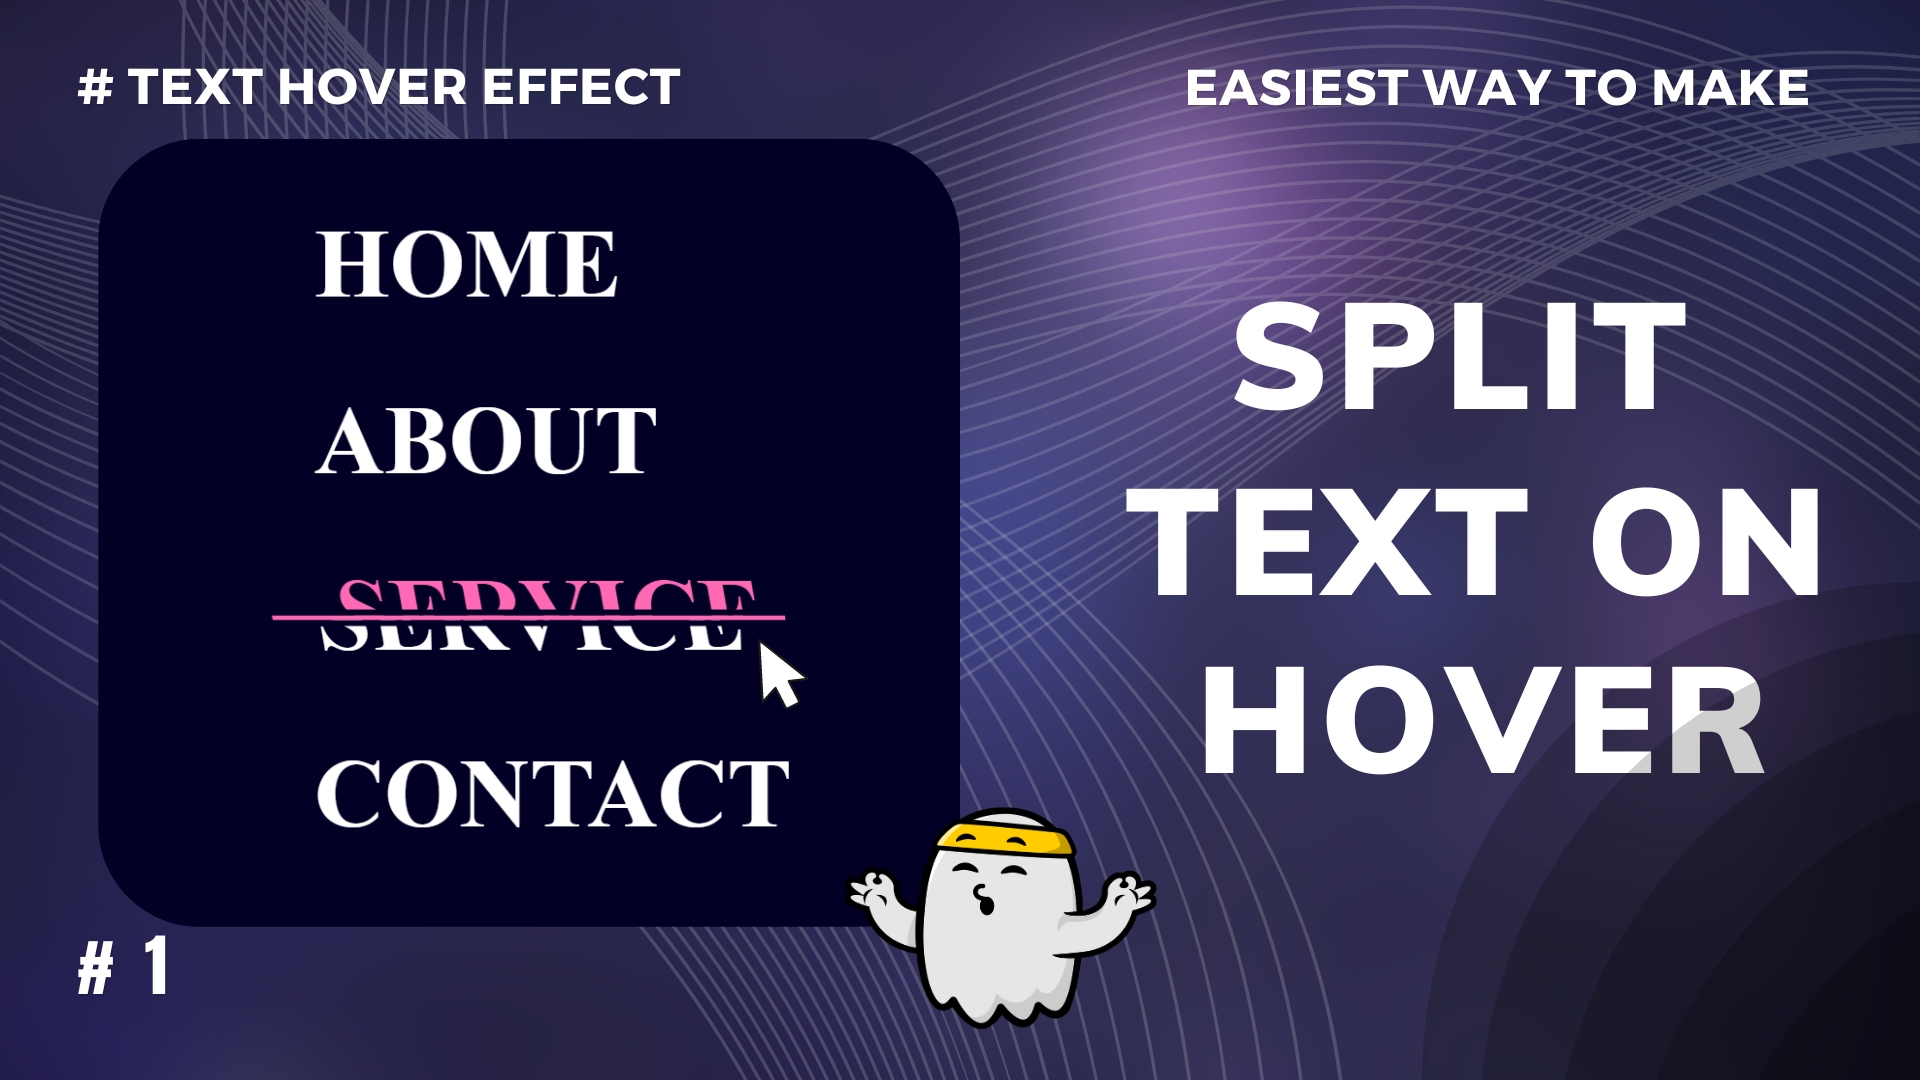 # TEXT HOVER EFFECT
EASIEST WAY TO MAKE
HOME
ABOUT
SERVICE
CONTACT
SPLIT
TEXT ON
HOVER
# 1